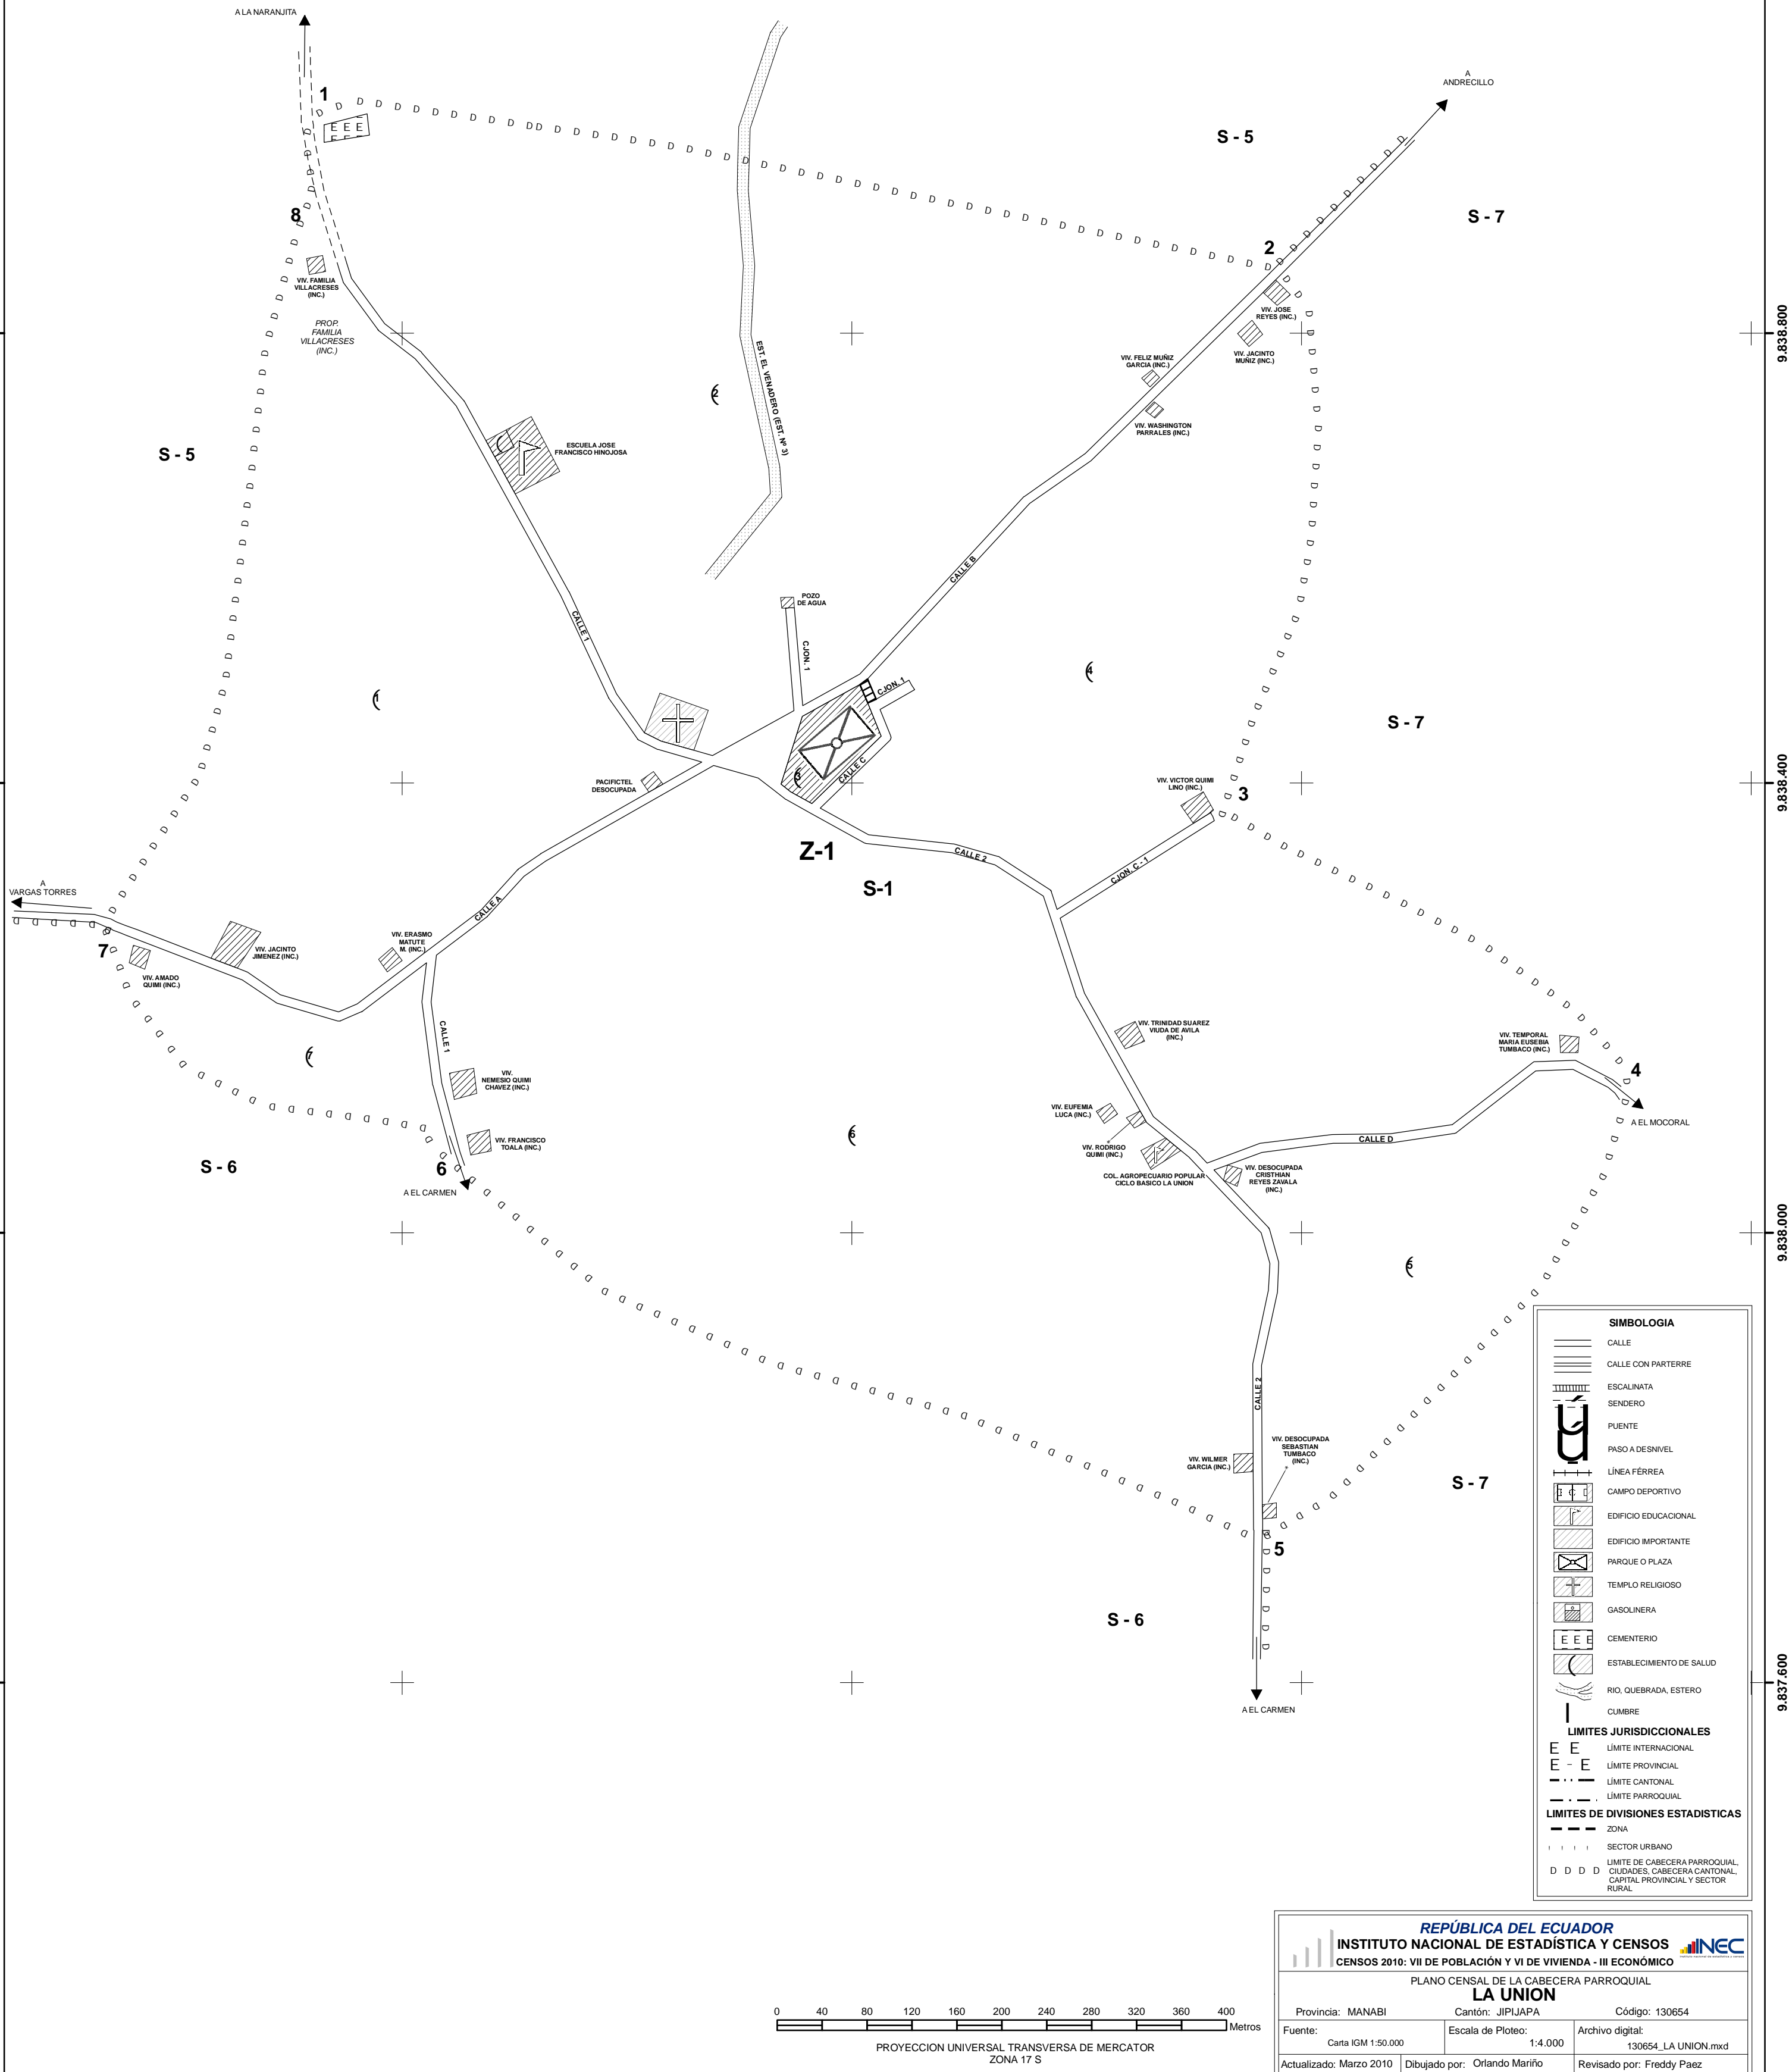 A LA NARANJITA
1
E E E
E E E
A
ANDRECILLO
S - 5
S - 7
8
2
VIV. FAMILIA
VILLACRESES
(INC.)
PROP.
FAMILIA
VILLACRESES
(INC.)
VIV. JOSE
REYES (INC.)
VIV. JACINTO
MUÑIZ (INC.)
VIV. FELIZ MUÑIZ
GARCIA (INC.)
VIV. WASHINGTON
PARRALES (INC.)
9.838.800
EST. EL VENADERO (EST. Nº 3)
2
S - 5
ESCUELA JOSE
FRANCISCO HINOJOSA
CALLE B
CALLE 1
POZO
DE AGUA
CJON. 1
CJON. 1
4
1
S - 7
PACIFICTEL
DESOCUPADA
3
CALLE C
VIV. VICTOR QUIMI
LINO (INC.)
3
9.838.400
Z-1
S-1
CALLE 2
CJON. C - 1
A
VARGAS TORRES
CALLE A
7
VIV. AMADO
QUIMI (INC.)
VIV. JACINTO
JIMENEZ (INC.)
VIV. ERASMO
MATUTE
M. (INC.)
CALLE 1
7
VIV.
NEMESIO QUIMI
CHAVEZ (INC.)
VIV. FRANCISCO
TOALA (INC.)
S - 6
6
A EL CARMEN
6
VIV. TRINIDAD SUAREZ
VIUDA DE AVILA
(INC.)
VIV. EUFEMIA
LUCA (INC.)
VIV. RODRIGO
QUIMI (INC.)
COL. AGROPECUARIO POPULAR
CICLO BASICO LA UNION
VIV. DESOCUPADA
CRISTHIAN
REYES ZAVALA
(INC.)
CALLE D
VIV. TEMPORAL
MARIA EUSEBIA
TUMBACO (INC.)
4
A EL MOCORAL
9.838.000
5
CALLE 2
VIV. WILMER
GARCIA (INC.)
VIV. DESOCUPADA
SEBASTIAN
TUMBACO
(INC.)
S - 7
5
S - 6
A EL CARMEN
9.837.600
SIMBOLOGIA
CALLE
CALLE CON PARTERRE
ESCALINATA
SENDERO
PUENTE
PASO A DESNIVEL
LÍNEA FÉRREA
CAMPO DEPORTIVO
EDIFICIO EDUCACIONAL
EDIFICIO IMPORTANTE
PARQUE O PLAZA
TEMPLO RELIGIOSO
GASOLINERA
E E E CEMENTERIO
ESTABLECIMIENTO DE SALUD
RIO, QUEBRADA, ESTERO
CUMBRE
LIMITES JURISDICCIONALES
E E LÍMITE INTERNACIONAL
E - E LÍMITE PROVINCIAL
LÍMITE CANTONAL
LÍMITE PARROQUIAL
LIMITES DE DIVISIONES ESTADISTICAS
ZONA
SECTOR URBANO
D D D D LIMITE DE CABECERA PARROQUIAL,
CIUDADES, CABECERA CANTONAL,
CAPITAL PROVINCIAL Y SECTOR
RURAL
REPÚBLICA DEL ECUADOR
INSTITUTO NACIONAL DE ESTADÍSTICA Y CENSOS
INEC
CENSOS 2010: VII DE POBLACIÓN Y VI DE VIVIENDA - III ECONÓMICO
PLANO CENSAL DE LA CABECERA PARROQUIAL
LA UNION
Provincia: MANABI Cantón: JIPIJAPA Código: 130654
Fuente: Carta IGM 1:50.000
Escala de Ploteo: 1:4.000
Archivo digital: 130654_LA UNION.mxd
Actualizado: Marzo 2010 Dibujado por: Orlando Mariño Revisado por: Freddy Paez
0 40 80 120 160 200 240 280 320 360 400
Metros
PROYECCION UNIVERSAL TRANSVERSA DE MERCATOR
ZONA 17 S